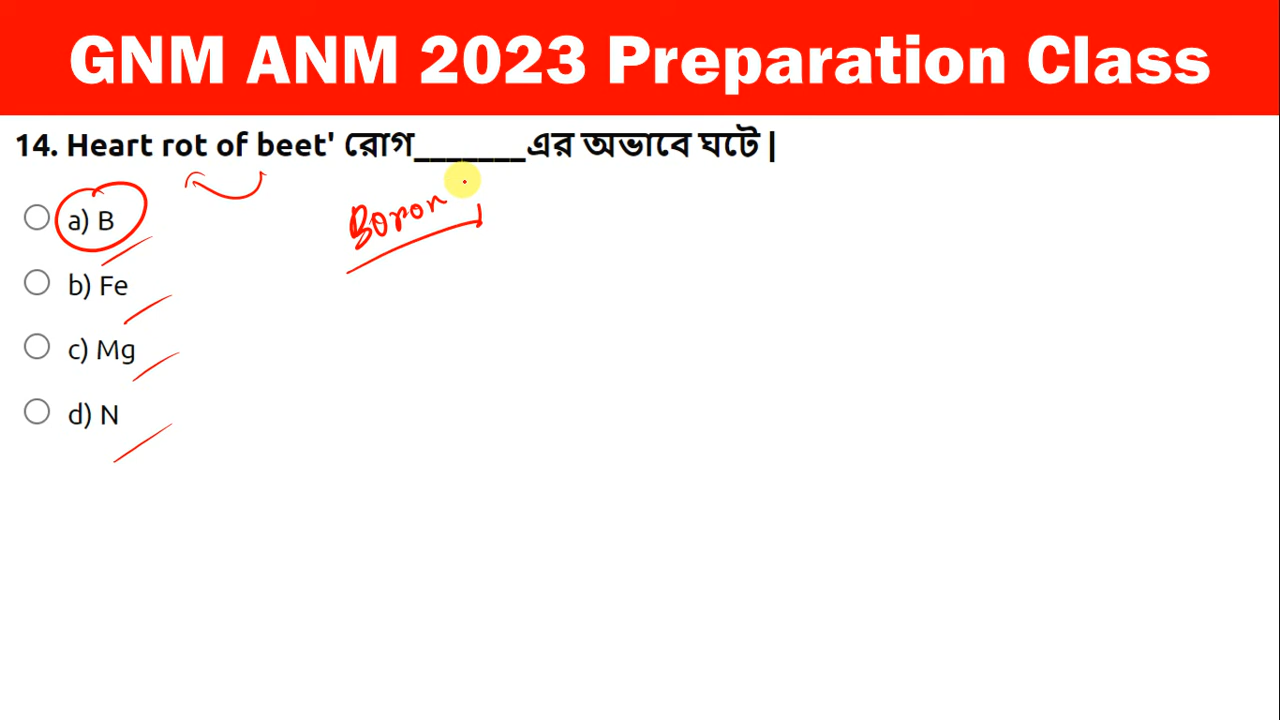 GNM ANM 2023 Preparation Class
14. Heart rot of beet' রোগ_______এর অভাবে ঘটে |
a) B
Boron
b) Fe
c) Mg
d) N